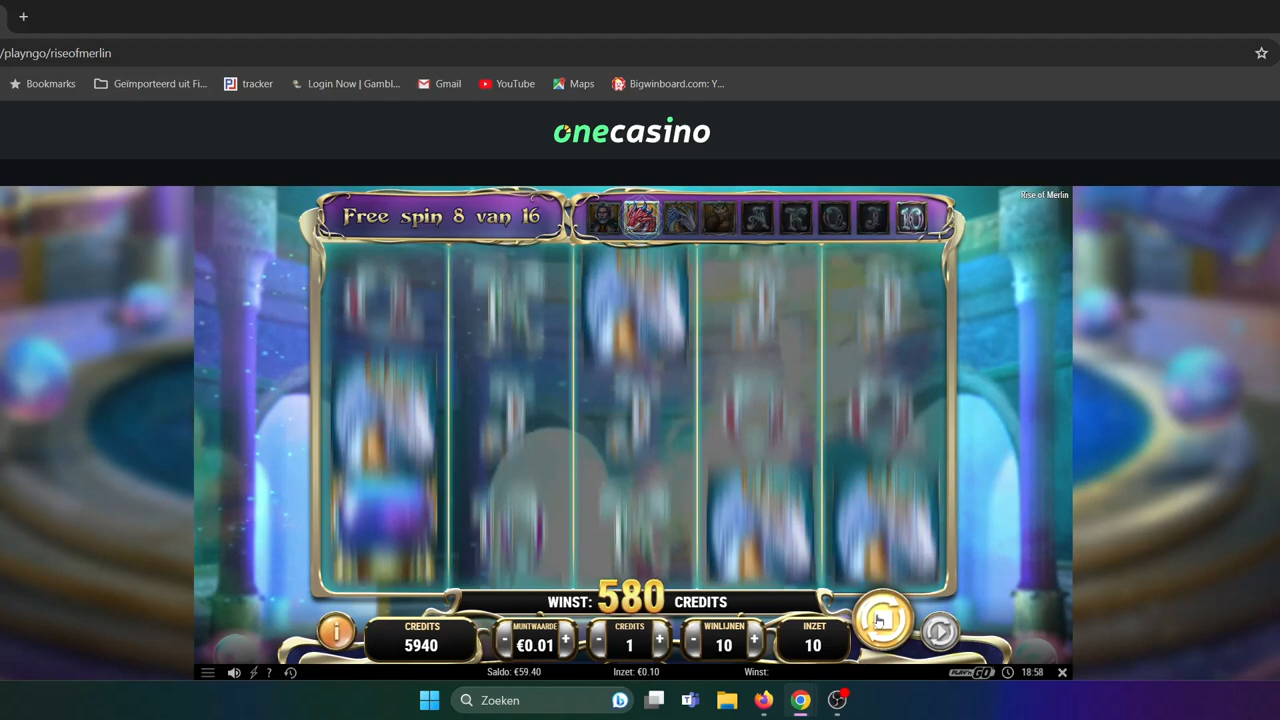 /playngo/riseofmerlin
Bookmarks
Geïmporteerd uit Fi...
tracker
Login Now | Gambl...
Gmail
YouTube
Maps
Bigwinboard.com: Y...
onecasino
Free spin 8 van 16
A K Q J 10
Rise of Merlin
WINST: 580 CREDITS
CREDITS
5940
MUNTWAARDE
- €0.01 +
CREDITS
- 1 +
WINLIJNEN
- 10 +
INZET
10
Saldo: €59.40
Inzet: €0.10
Winst:
PLAY'N GO
18:58
Zoeken